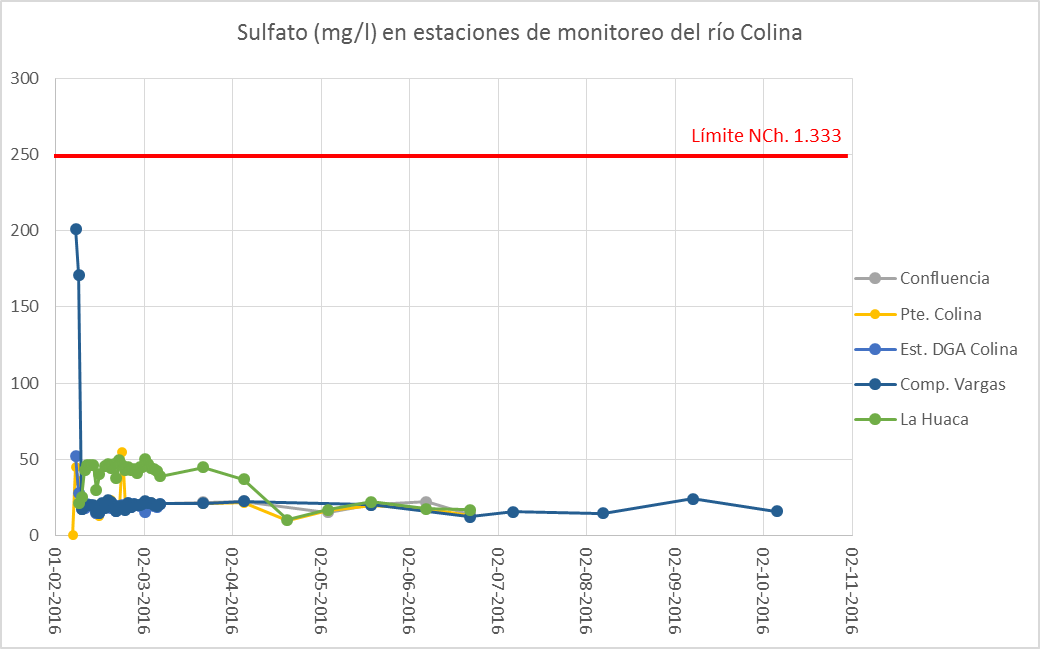 Sulfato (mg/l) en estaciones de monitoreo del río Colina
300
250
200
150
100
50
0
Límite NCh. 1.333
Confluencia
Pte. Colina
Est. DGA Colina
Comp. Vargas
La Huaca
01-02-2016
02-03-2016
02-04-2016
02-05-2016
02-06-2016
02-07-2016
02-08-2016
02-09-2016
02-10-2016
02-11-2016